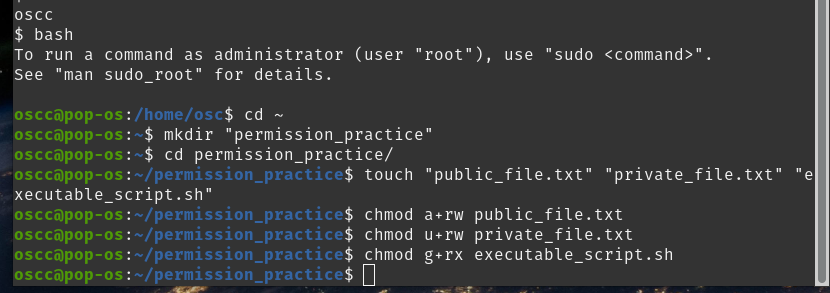 oscc
$ bash
To run a command as administrator (user "root"), use "sudo <command>".
See "man sudo_root" for details.
oscc@pop-os:/home/osc$ cd ~
oscc@pop-os:~$ mkdir "permission_practice"
oscc@pop-os:~$ cd permission_practice/
oscc@pop-os:~/permission_practice$ touch "public_file.txt" "private_file.txt" "e
xecutable_script.sh"
oscc@pop-os:~/permission_practice$ chmod a+rw public_file.txt
oscc@pop-os:~/permission_practice$ chmod u+rw private_file.txt
oscc@pop-os:~/permission_practice$ chmod g+rx executable_script.sh
oscc@pop-os:~/permission_practice$